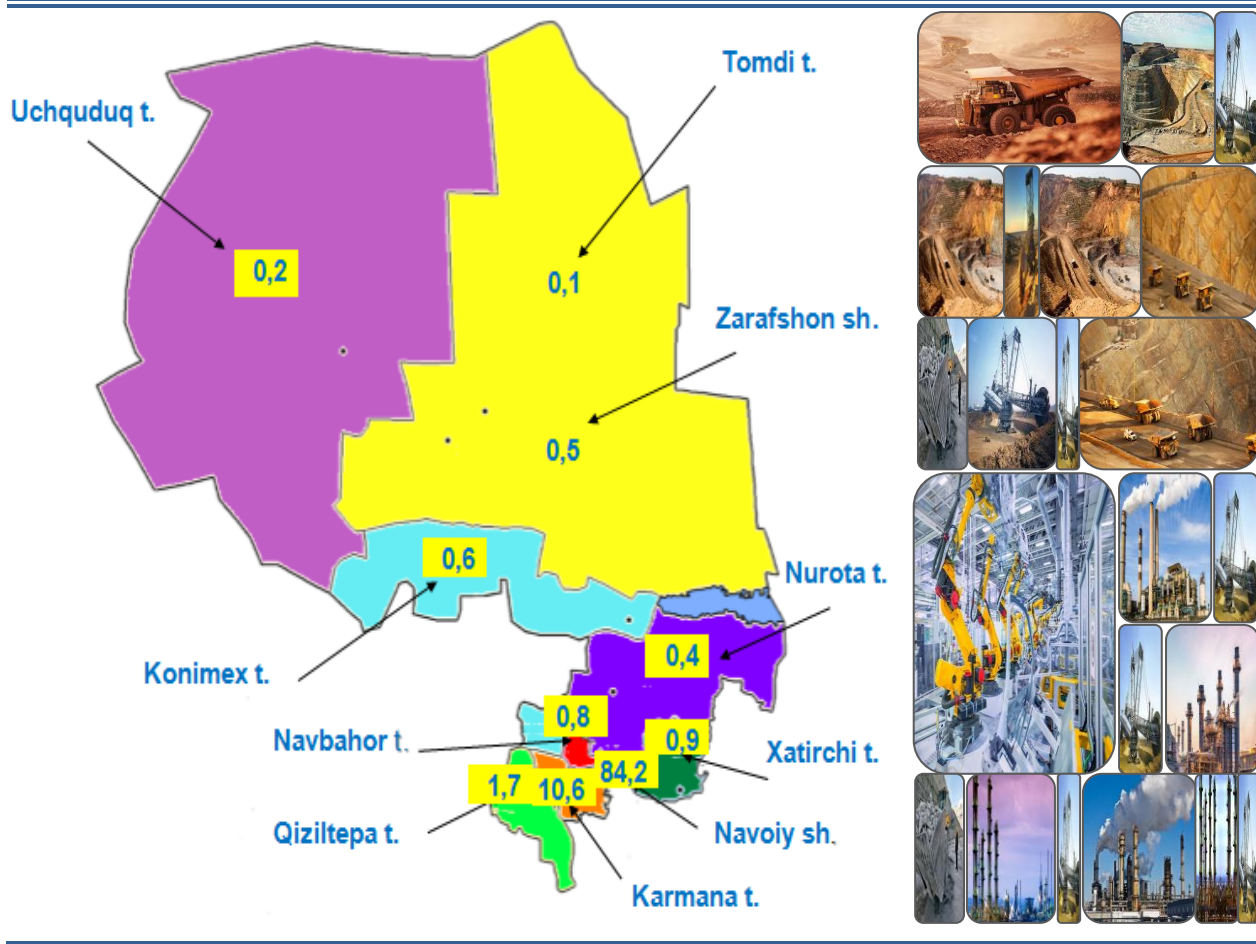 Tomdi t.
Uchquduq t.
0,2
0,1
Zarafshon sh.
0,5
0,6
Nurota t.
Konimex t.
0,4
0,8
Navbahor t.
0,9
Xatirchi t.
84,2
1,7
10,6
Qiziltepa t.
Navoiy sh.
Karmana t.